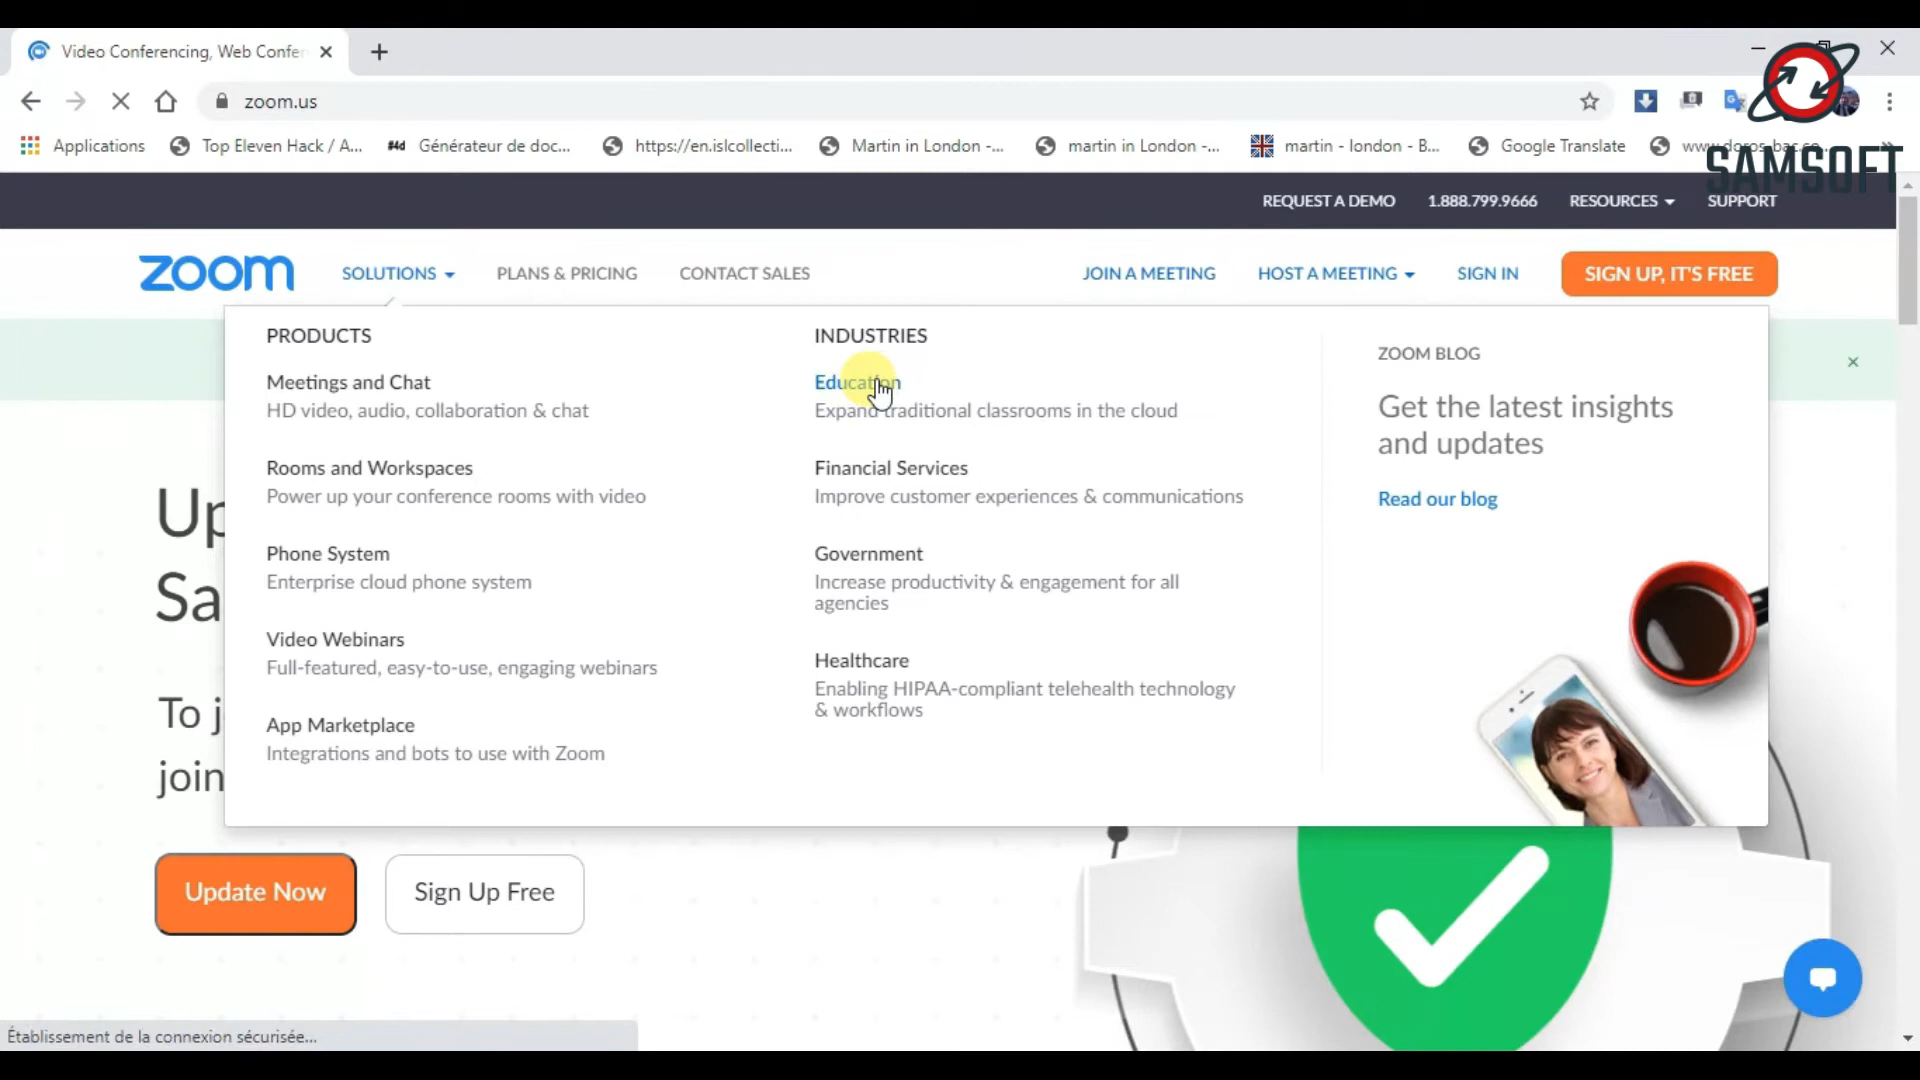 Video Conferencing, Web Confer
zoom.us
Applications
Top Eleven Hack / A...
#4d Générateur de doc...
https://en.islcollecti...
Martin in London -...
martin in London -...
martin - london - B...
Google Translate
www.doros-bac.co...
SAMSOFT
REQUEST A DEMO
1.888.799.9666
RESOURCES
SUPPORT
zoom
SOLUTIONS
PLANS & PRICING
CONTACT SALES
JOIN A MEETING
HOST A MEETING
SIGN IN
SIGN UP, IT'S FREE
PRODUCTS
Meetings and Chat
HD video, audio, collaboration & chat
Rooms and Workspaces
Power up your conference rooms with video
Phone System
Enterprise cloud phone system
Video Webinars
Full-featured, easy-to-use, engaging webinars
App Marketplace
Integrations and bots to use with Zoom
INDUSTRIES
Education
Expand traditional classrooms in the cloud
Financial Services
Improve customer experiences & communications
Government
Increase productivity & engagement for all
agencies
Healthcare
Enabling HIPAA-compliant telehealth technology
& workflows
ZOOM BLOG
Get the latest insights
and updates
Read our blog
Up
Sa
To j
join
Update Now
Sign Up Free
Établissement de la connexion sécurisée...